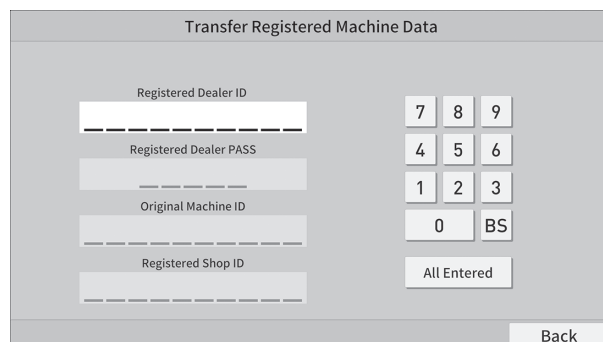 Transfer Registered Machine Data
Registered Dealer ID
Registered Dealer PASS
Original Machine ID
Registered Shop ID
7 8 9
4 5 6
1 2 3
0 BS
All Entered
Back